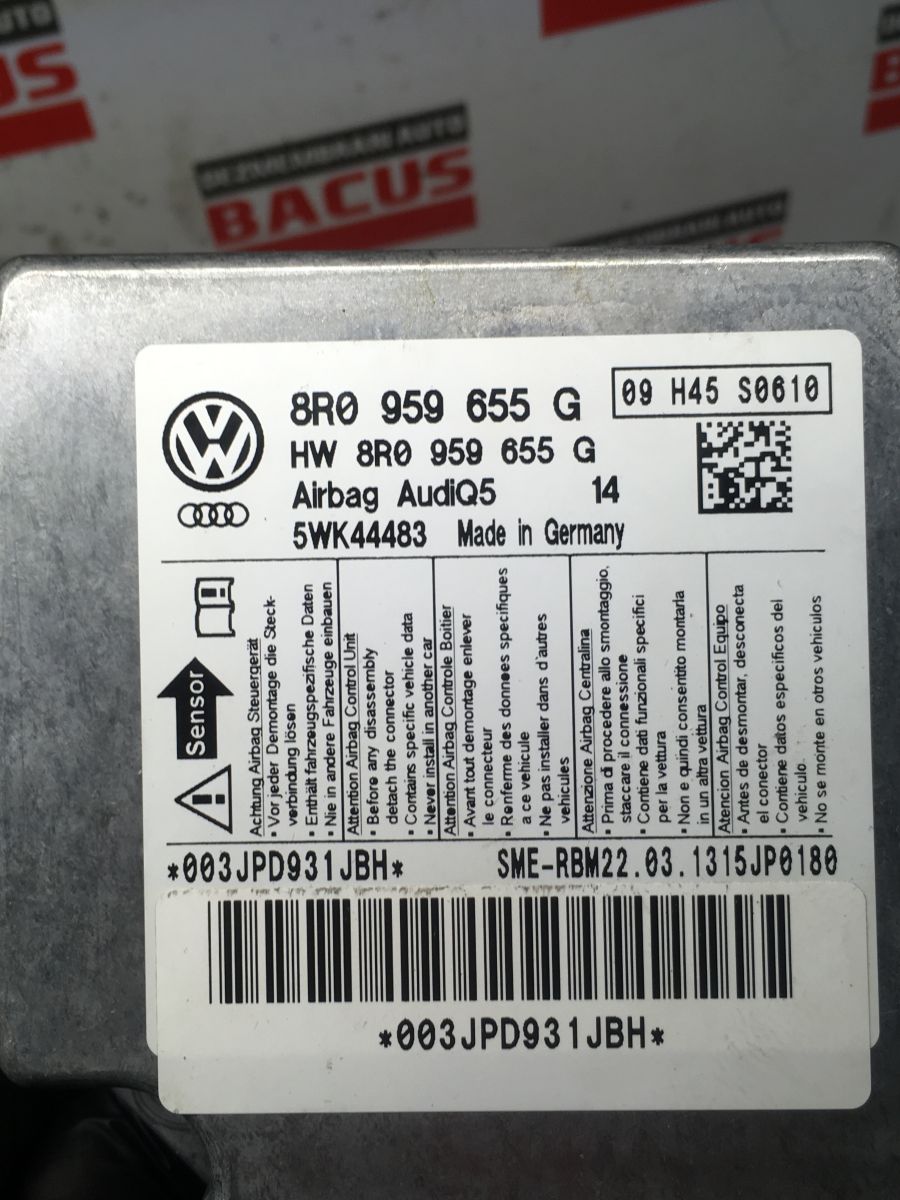 AUTO
US
DEZMEMBRARI AUTO
BACUS
AUTO
B
8R0 959 655 G
09 H45 S0610
HW 8R0 959 655 G
Airbag AudiQ5 14
5WK44483 Made in Germany
Sensor
Achtung Airbag Steuergerät
• Vor jeder Demontage die Steck-
verbindung lösen
• Enthält fahrzeugspezifische Daten
• Nie in andere Fahrzeuge einbauen
Attention Airbag Control Unit
• Before any disassembly
detach the connector
• Contains specific vehicle data
• Never install in another car
Attention Airbag Controle Boitier
• Avant tout demontage enlever
le connecteur
• Renferme des donnees specifiques
a ce vehicule
• Ne pas installer dans d'autres
vehicules
Attenzione Airbag Centralina
• Prima di procedere allo smontaggio,
staccare il connessione
• Contiene dati funzionali specifici
per la vettura
• Non e quindi consentito montarla
in un altra vettura
Atencion Airbag Control Equipo
• Antes de desmontar, desconecta
el conector
• Contiene datos especificos del
vehiculo.
• No se monte en otros vehiculos
*003JPD931JBH* SME-RBM22.03.1315JP0180
*003JPD931JBH*